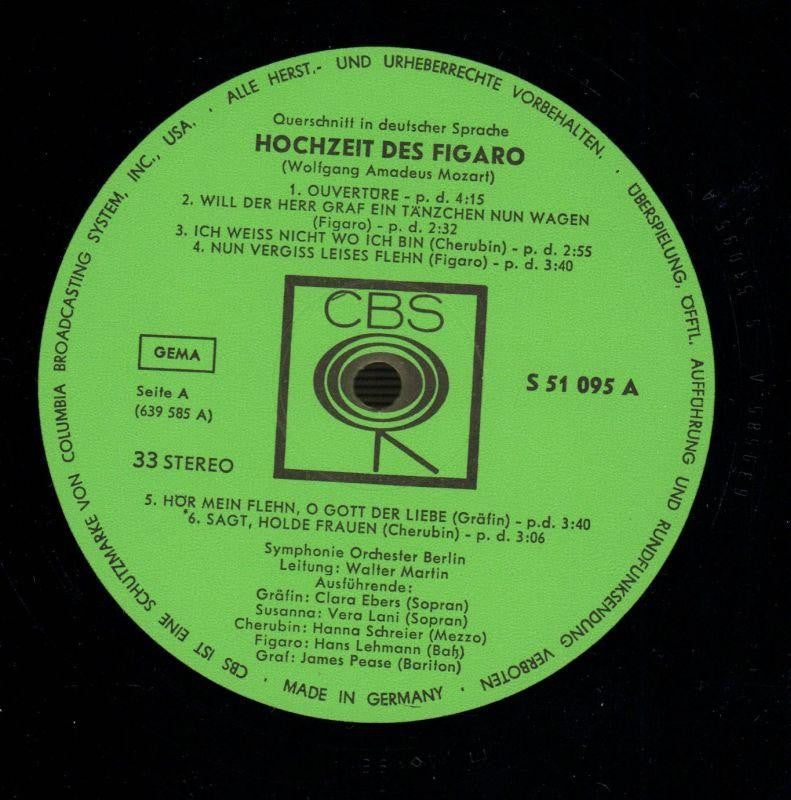 CBS IST EINE SCHUTZMARKE VON COLUMBIA BROADCASTING SYSTEM, INC., USA. · ALLE HERST.- UND URHEBERRECHTE VORBEHALTEN. · ÜBERSPIELUNG, ÖFFTL. AUFFÜHRUNG UND RUNDFUNKSENDUNG VERBOTEN · MADE IN GERMANY ·
Querschnitt in deutscher Sprache
HOCHZEIT DES FIGARO
(Wolfgang Amadeus Mozart)
1. OUVERTÜRE - p. d. 4:15
2. WILL DER HERR GRAF EIN TÄNZCHEN NUN WAGEN
(Figaro) - p. d. 2:32
3. ICH WEISS NICHT WO ICH BIN (Cherubin) - p. d. 2:55
4. NUN VERGISS LEISES FLEHN (Figaro) - p. d. 3:40
CBS
GEMA
Seite A
(639 585 A)
33 STEREO
S 51 095 A
5. HÖR MEIN FLEHN, O GOTT DER LIEBE (Gräfin) - p.d. 3:40
*6. SAGT, HOLDE FRAUEN (Cherubin) - p. d. 3:06
Symphonie Orchester Berlin
Leitung: Walter Martin
Ausführende:
Gräfin: Clara Ebers (Sopran)
Susanna: Vera Lani (Sopran)
Cherubin: Hanna Schreier (Mezzo)
Figaro: Hans Lehmann (Baß)
Graf: James Pease (Bariton)